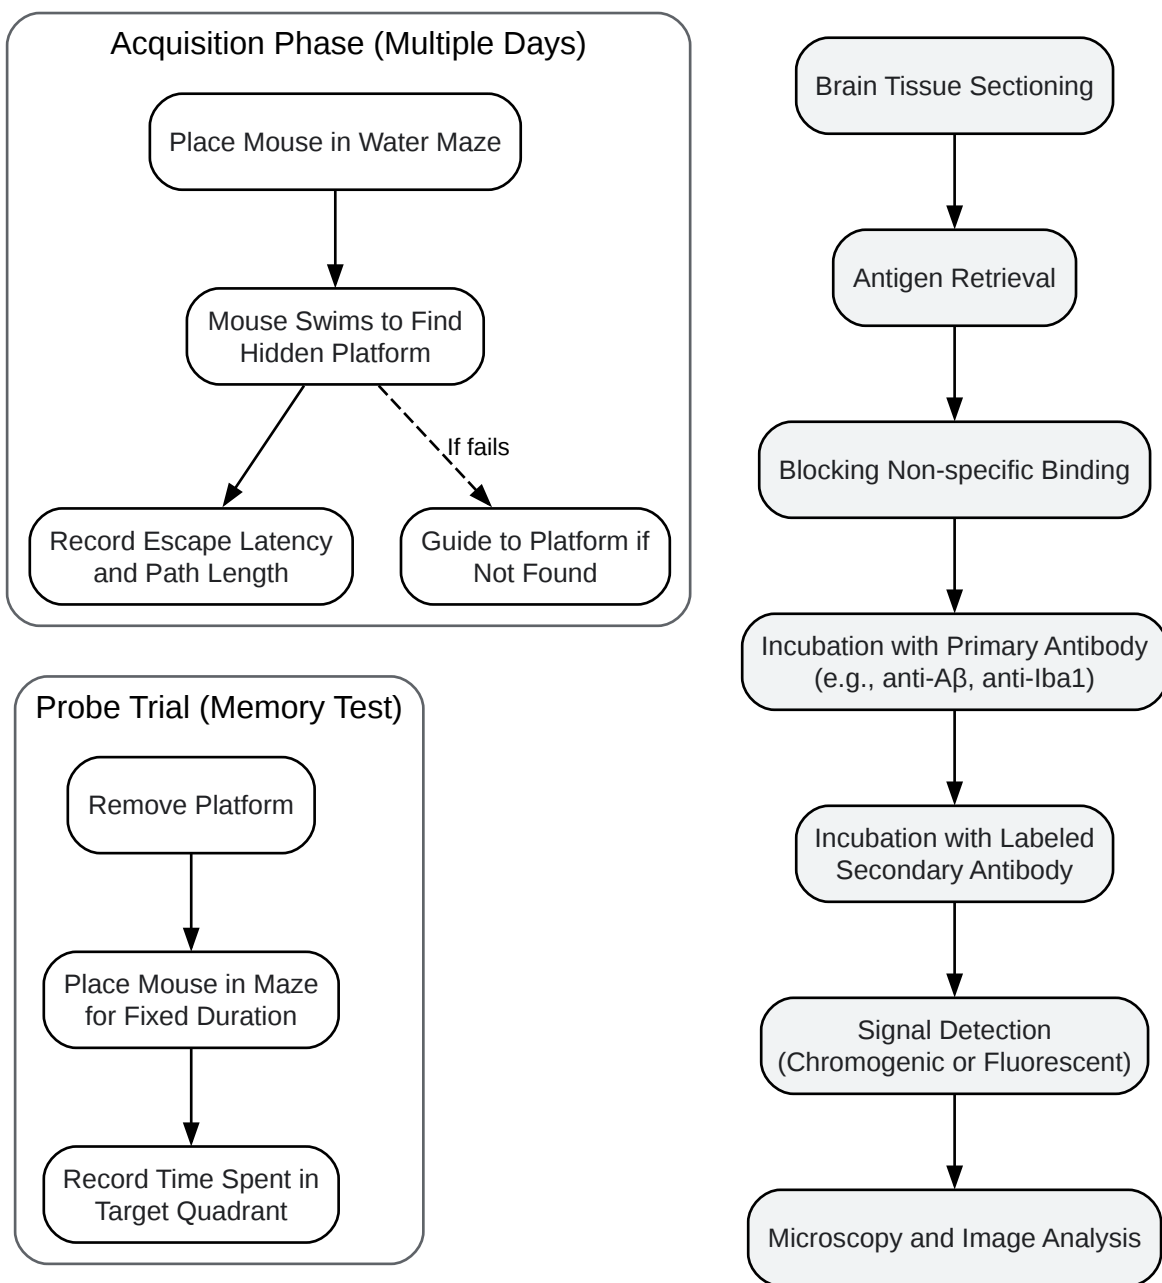 Acquisition Phase (Multiple Days)
Place Mouse in Water Maze
Mouse Swims to Find
Hidden Platform
If fails
Record Escape Latency
and Path Length
Guide to Platform if
Not Found
Probe Trial (Memory Test)
Remove Platform
Place Mouse in Maze
for Fixed Duration
Record Time Spent in
Target Quadrant
Brain Tissue Sectioning
Antigen Retrieval
Blocking Non-specific Binding
Incubation with Primary Antibody
(e.g., anti-Aβ, anti-Iba1)
Incubation with Labeled
Secondary Antibody
Signal Detection
(Chromogenic or Fluorescent)
Microscopy and Image Analysis